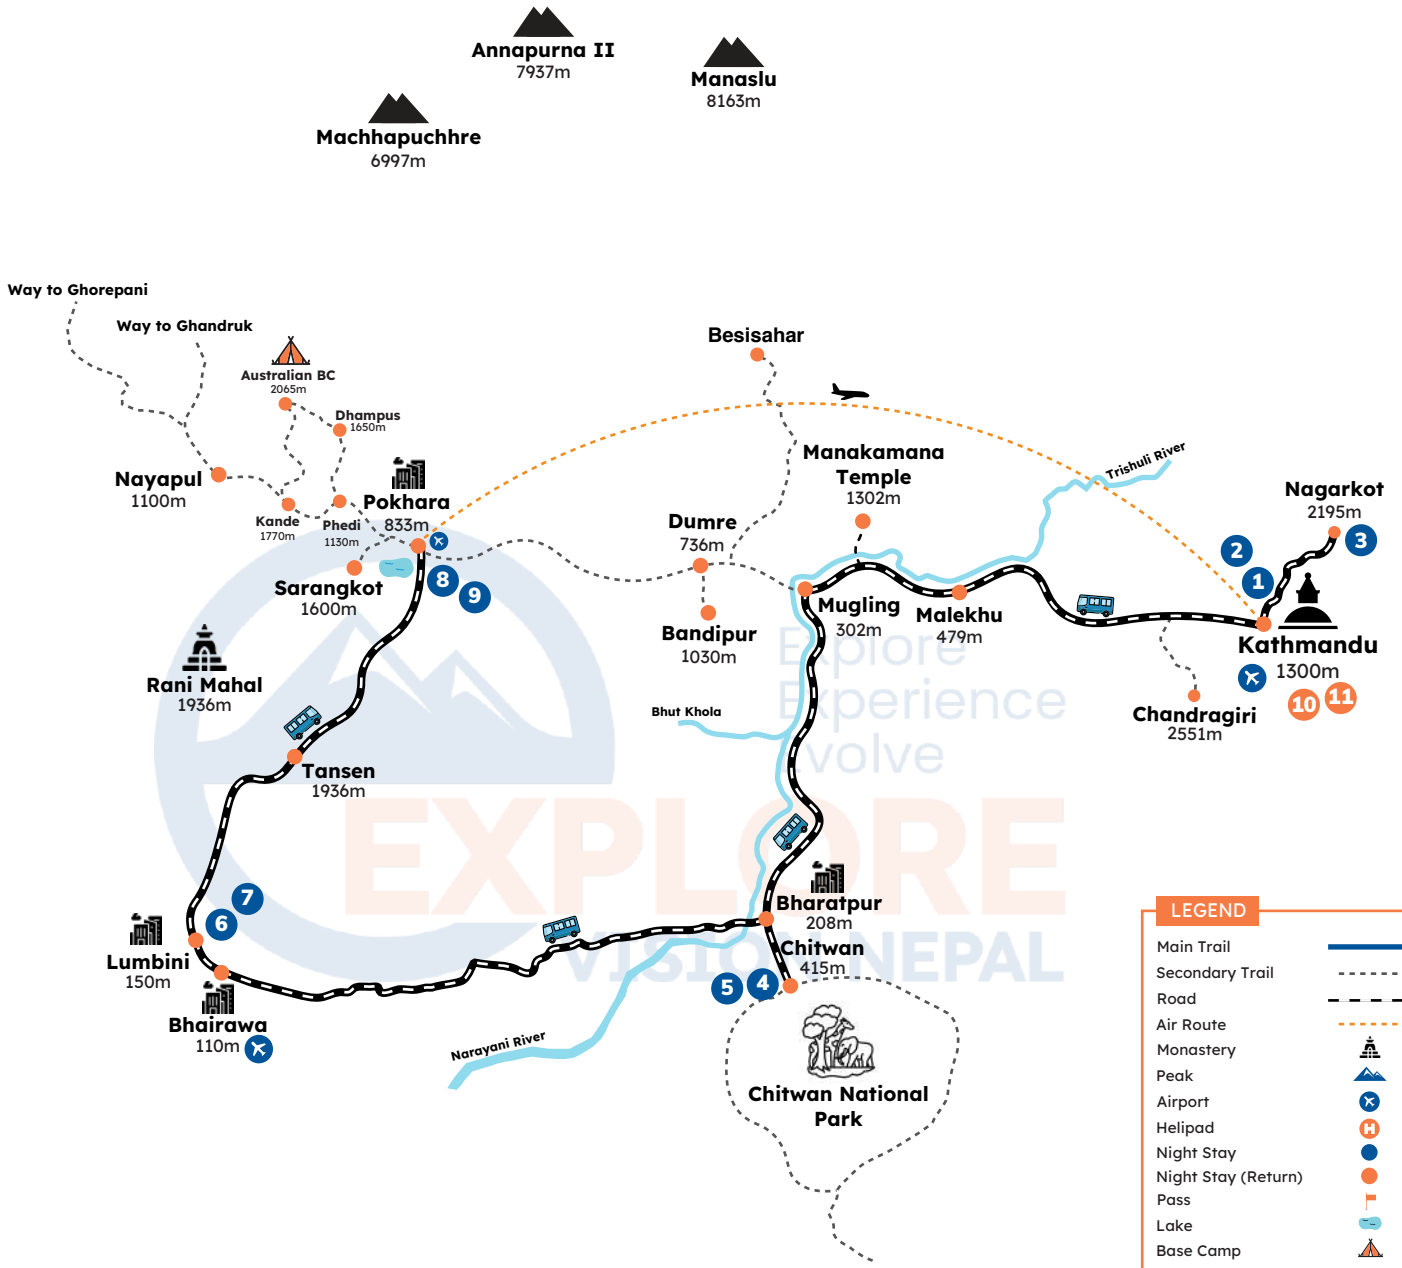 Annapurna II
7937m
Manaslu
8163m
Machhapuchhre
6997m
Way to Ghorepani
Way to Ghandruk
Australian BC
2065m
Dhampus
1650m
Besisahar
Nayapul
1100m
Kande
1770m
Phedi
1130m
Pokhara
833m
Sarangkot
1600m
8
9
Dumre
736m
Bandipur
1030m
Manakamana
Temple
1302m
Trishuli River
Nagarkot
2195m
3
2
1
Mugling
302m
Malekhu
479m
Kathmandu
1300m
10
11
Chandragiri
2551m
Explore
Experience
Evolve
Rani Mahal
1936m
Bhut Khola
Tansen
1936m
EXPLORE
VISION NEPAL
7
6
Lumbini
150m
Bhairawa
110m
Bharatpur
208m
Chitwan
415m
5
4
Narayani River
Chitwan National
Park
LEGEND
Main Trail
Secondary Trail
Road
Air Route
Monastery
Peak
Airport
Helipad
H
Night Stay
Night Stay (Return)
Pass
Lake
Base Camp